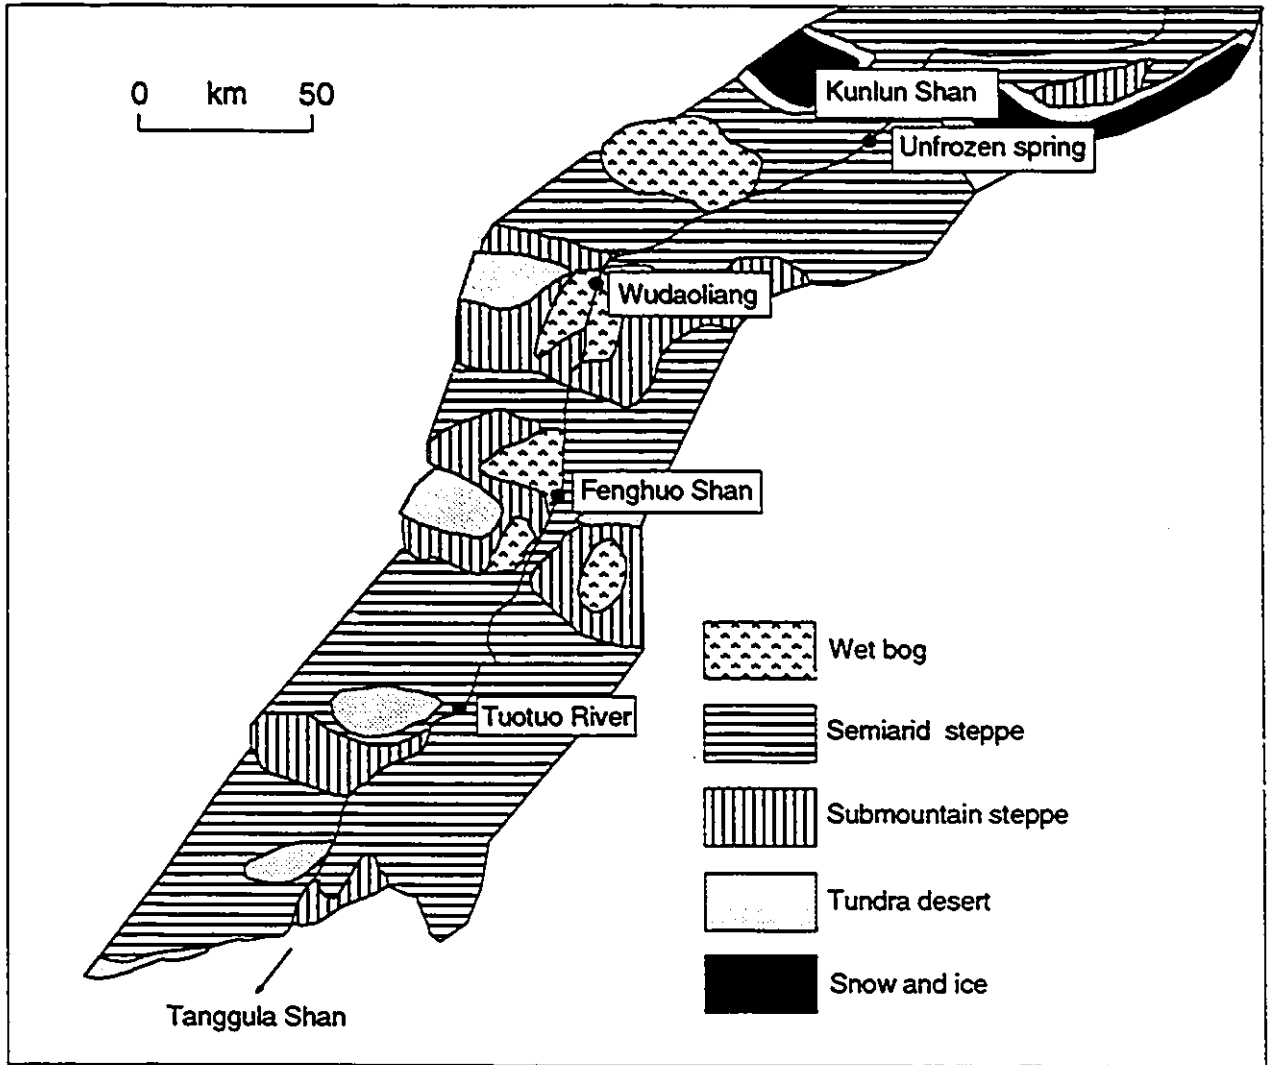 0 km 50
Kunlun Shan
Unfrozen spring
Wudaoliang
Fenghuo Shan
Tuotuo River
Tanggula Shan
Wet bog
Semiarid steppe
Submountain steppe
Tundra desert
Snow and ice